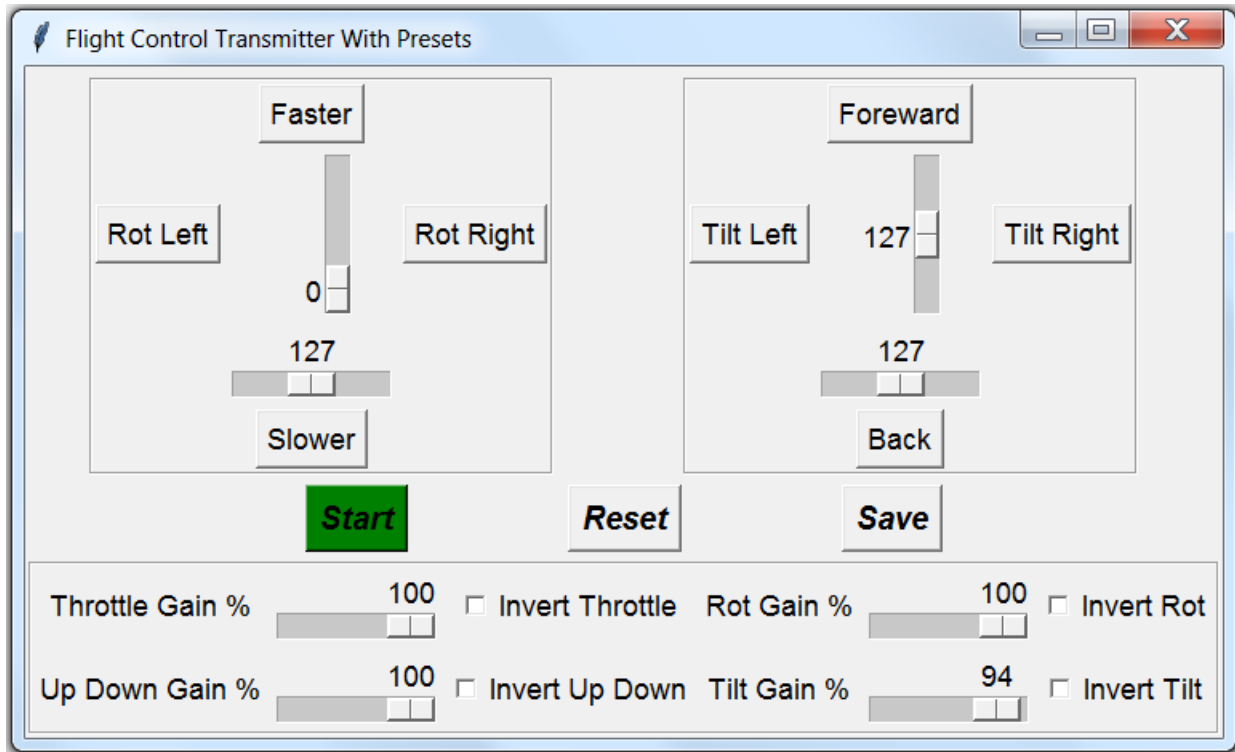 Flight Control Transmitter With Presets
Faster
Foreward
Rot Left
Rot Right
Tilt Left
127
Tilt Right
0
127
127
Slower
Back
Start
Reset
Save
Throttle Gain %
100
Invert Throttle
Rot Gain %
100
Invert Rot
Up Down Gain %
100
Invert Up Down
Tilt Gain %
94
Invert Tilt